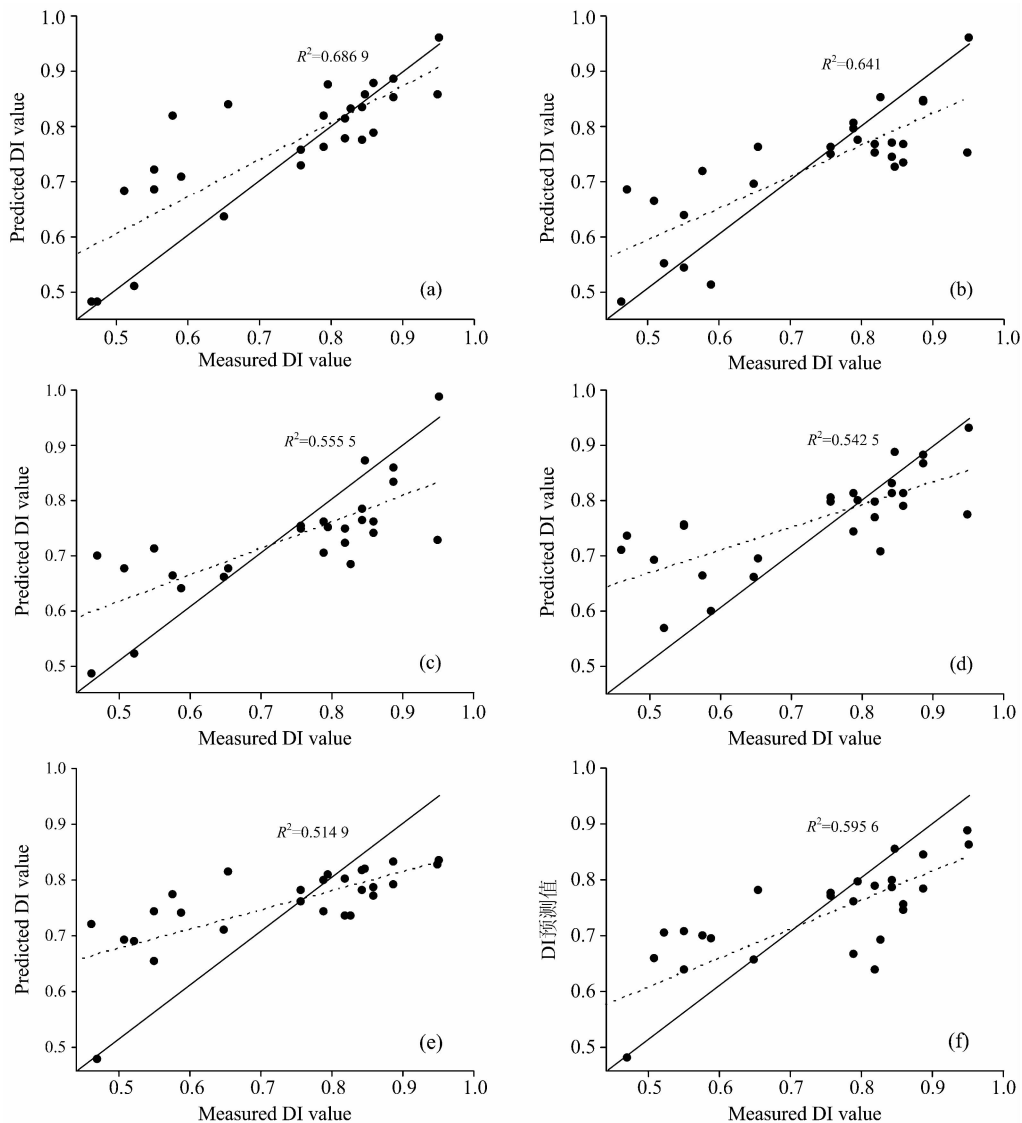 1.0
0.9
0.8
0.7
0.6
0.5
Predicted DI value
R²=0.686 9
(a)
0.5 0.6 0.7 0.8 0.9 1.0
Measured DI value
1.0
0.9
0.8
0.7
0.6
0.5
Predicted DI value
R²=0.641
(b)
0.5 0.6 0.7 0.8 0.9 1.0
Measured DI value
1.0
0.9
0.8
0.7
0.6
0.5
Predicted DI value
R²=0.555 5
(c)
0.5 0.6 0.7 0.8 0.9 1.0
Measured DI value
1.0
0.9
0.8
0.7
0.6
0.5
Predicted DI value
R²=0.542 5
(d)
0.5 0.6 0.7 0.8 0.9 1.0
Measured DI value
1.0
0.9
0.8
0.7
0.6
0.5
Predicted DI value
R²=0.514 9
(e)
0.5 0.6 0.7 0.8 0.9 1.0
Measured DI value
1.0
0.9
0.8
0.7
0.6
0.5
DI预测值
R²=0.595 6
(f)
0.5 0.6 0.7 0.8 0.9 1.0
Measured DI value